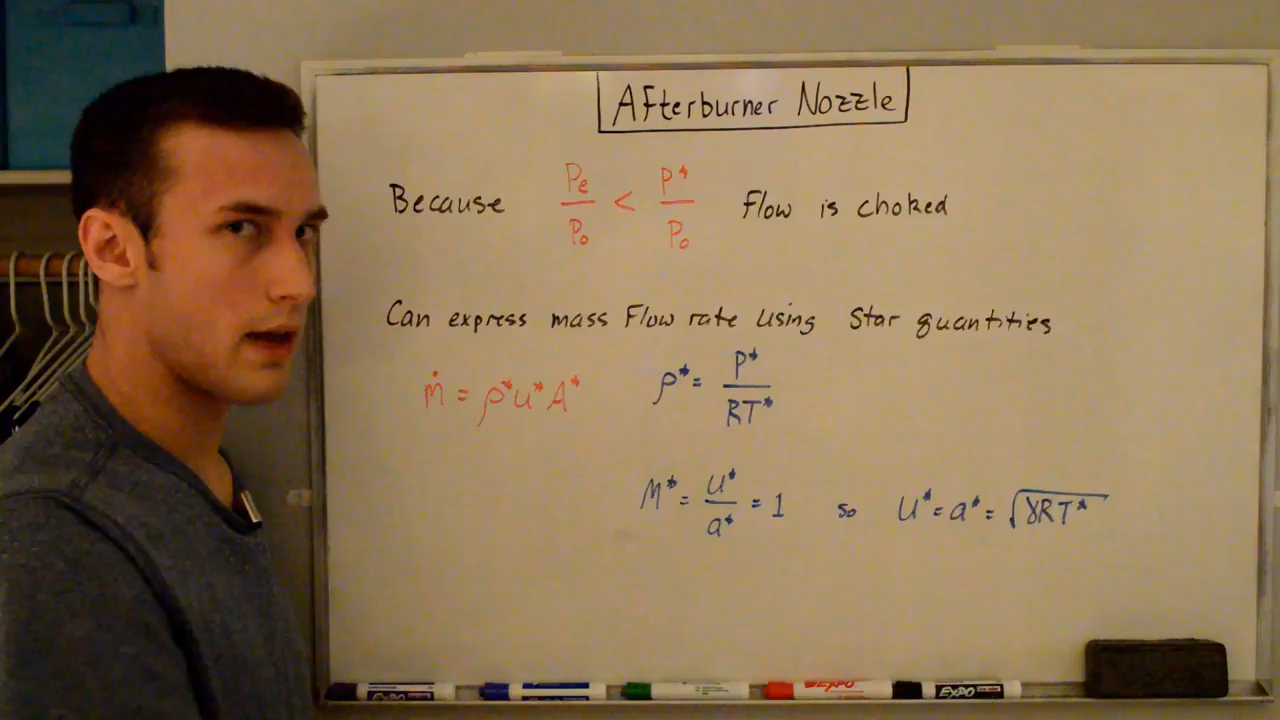 Afterburner Nozzle
Because Pe/Po < P*/Po Flow is choked
Can express mass Flow rate using Star quantities
ṁ = ρ*u*A* ρ* = P*/RT*
M* = u*/a* = 1 so u* = a* = √γRT*
EXPO EXPO EXPO